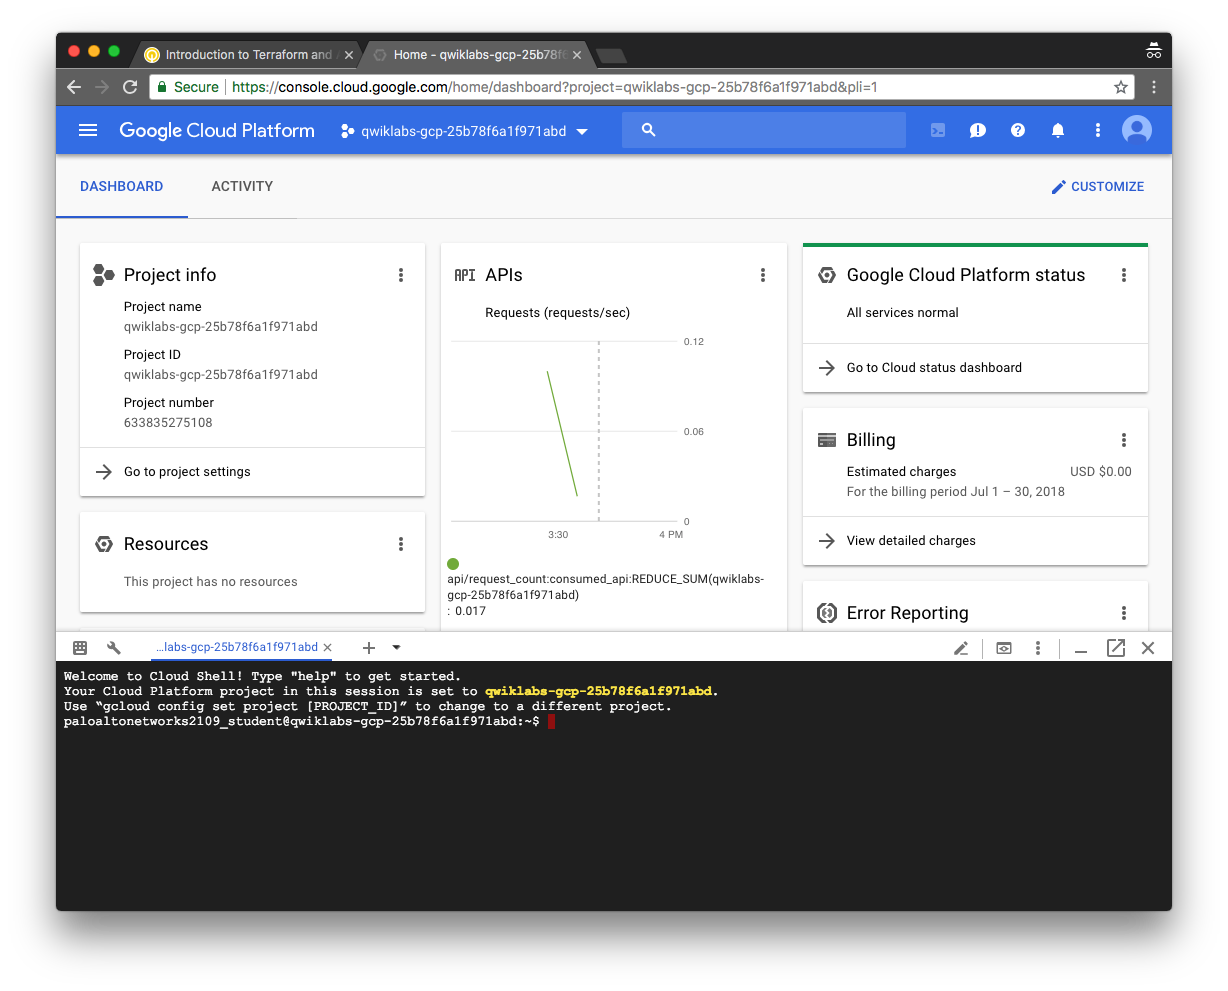 Introduction to Terraform and
Home - qwiklabs-gcp-25b78f6
Secure
https://console.cloud.google.com/home/dashboard?project=qwiklabs-gcp-25b78f6a1f971abd&pli=1
Google Cloud Platform
qwiklabs-gcp-25b78f6a1f971abd
DASHBOARD
ACTIVITY
CUSTOMIZE
Project info
Project name
qwiklabs-gcp-25b78f6a1f971abd
Project ID
qwiklabs-gcp-25b78f6a1f971abd
Project number
633835275108
Go to project settings
Resources
This project has no resources
API APIs
Requests (requests/sec)
0.12
0.06
0
3:30
4 PM
api/request_count:consumed_api:REDUCE_SUM(qwiklabs-
gcp-25b78f6a1f971abd)
: 0.017
Google Cloud Platform status
All services normal
Go to Cloud status dashboard
Billing
Estimated charges
USD $0.00
For the billing period Jul 1 – 30, 2018
View detailed charges
Error Reporting
...labs-gcp-25b78f6a1f971abd
Welcome to Cloud Shell! Type "help" to get started.
Your Cloud Platform project in this session is set to qwiklabs-gcp-25b78f6a1f971abd.
Use “gcloud config set project [PROJECT_ID]” to change to a different project.
paloaltonetworks2109_student@qwiklabs-gcp-25b78f6a1f971abd:~$